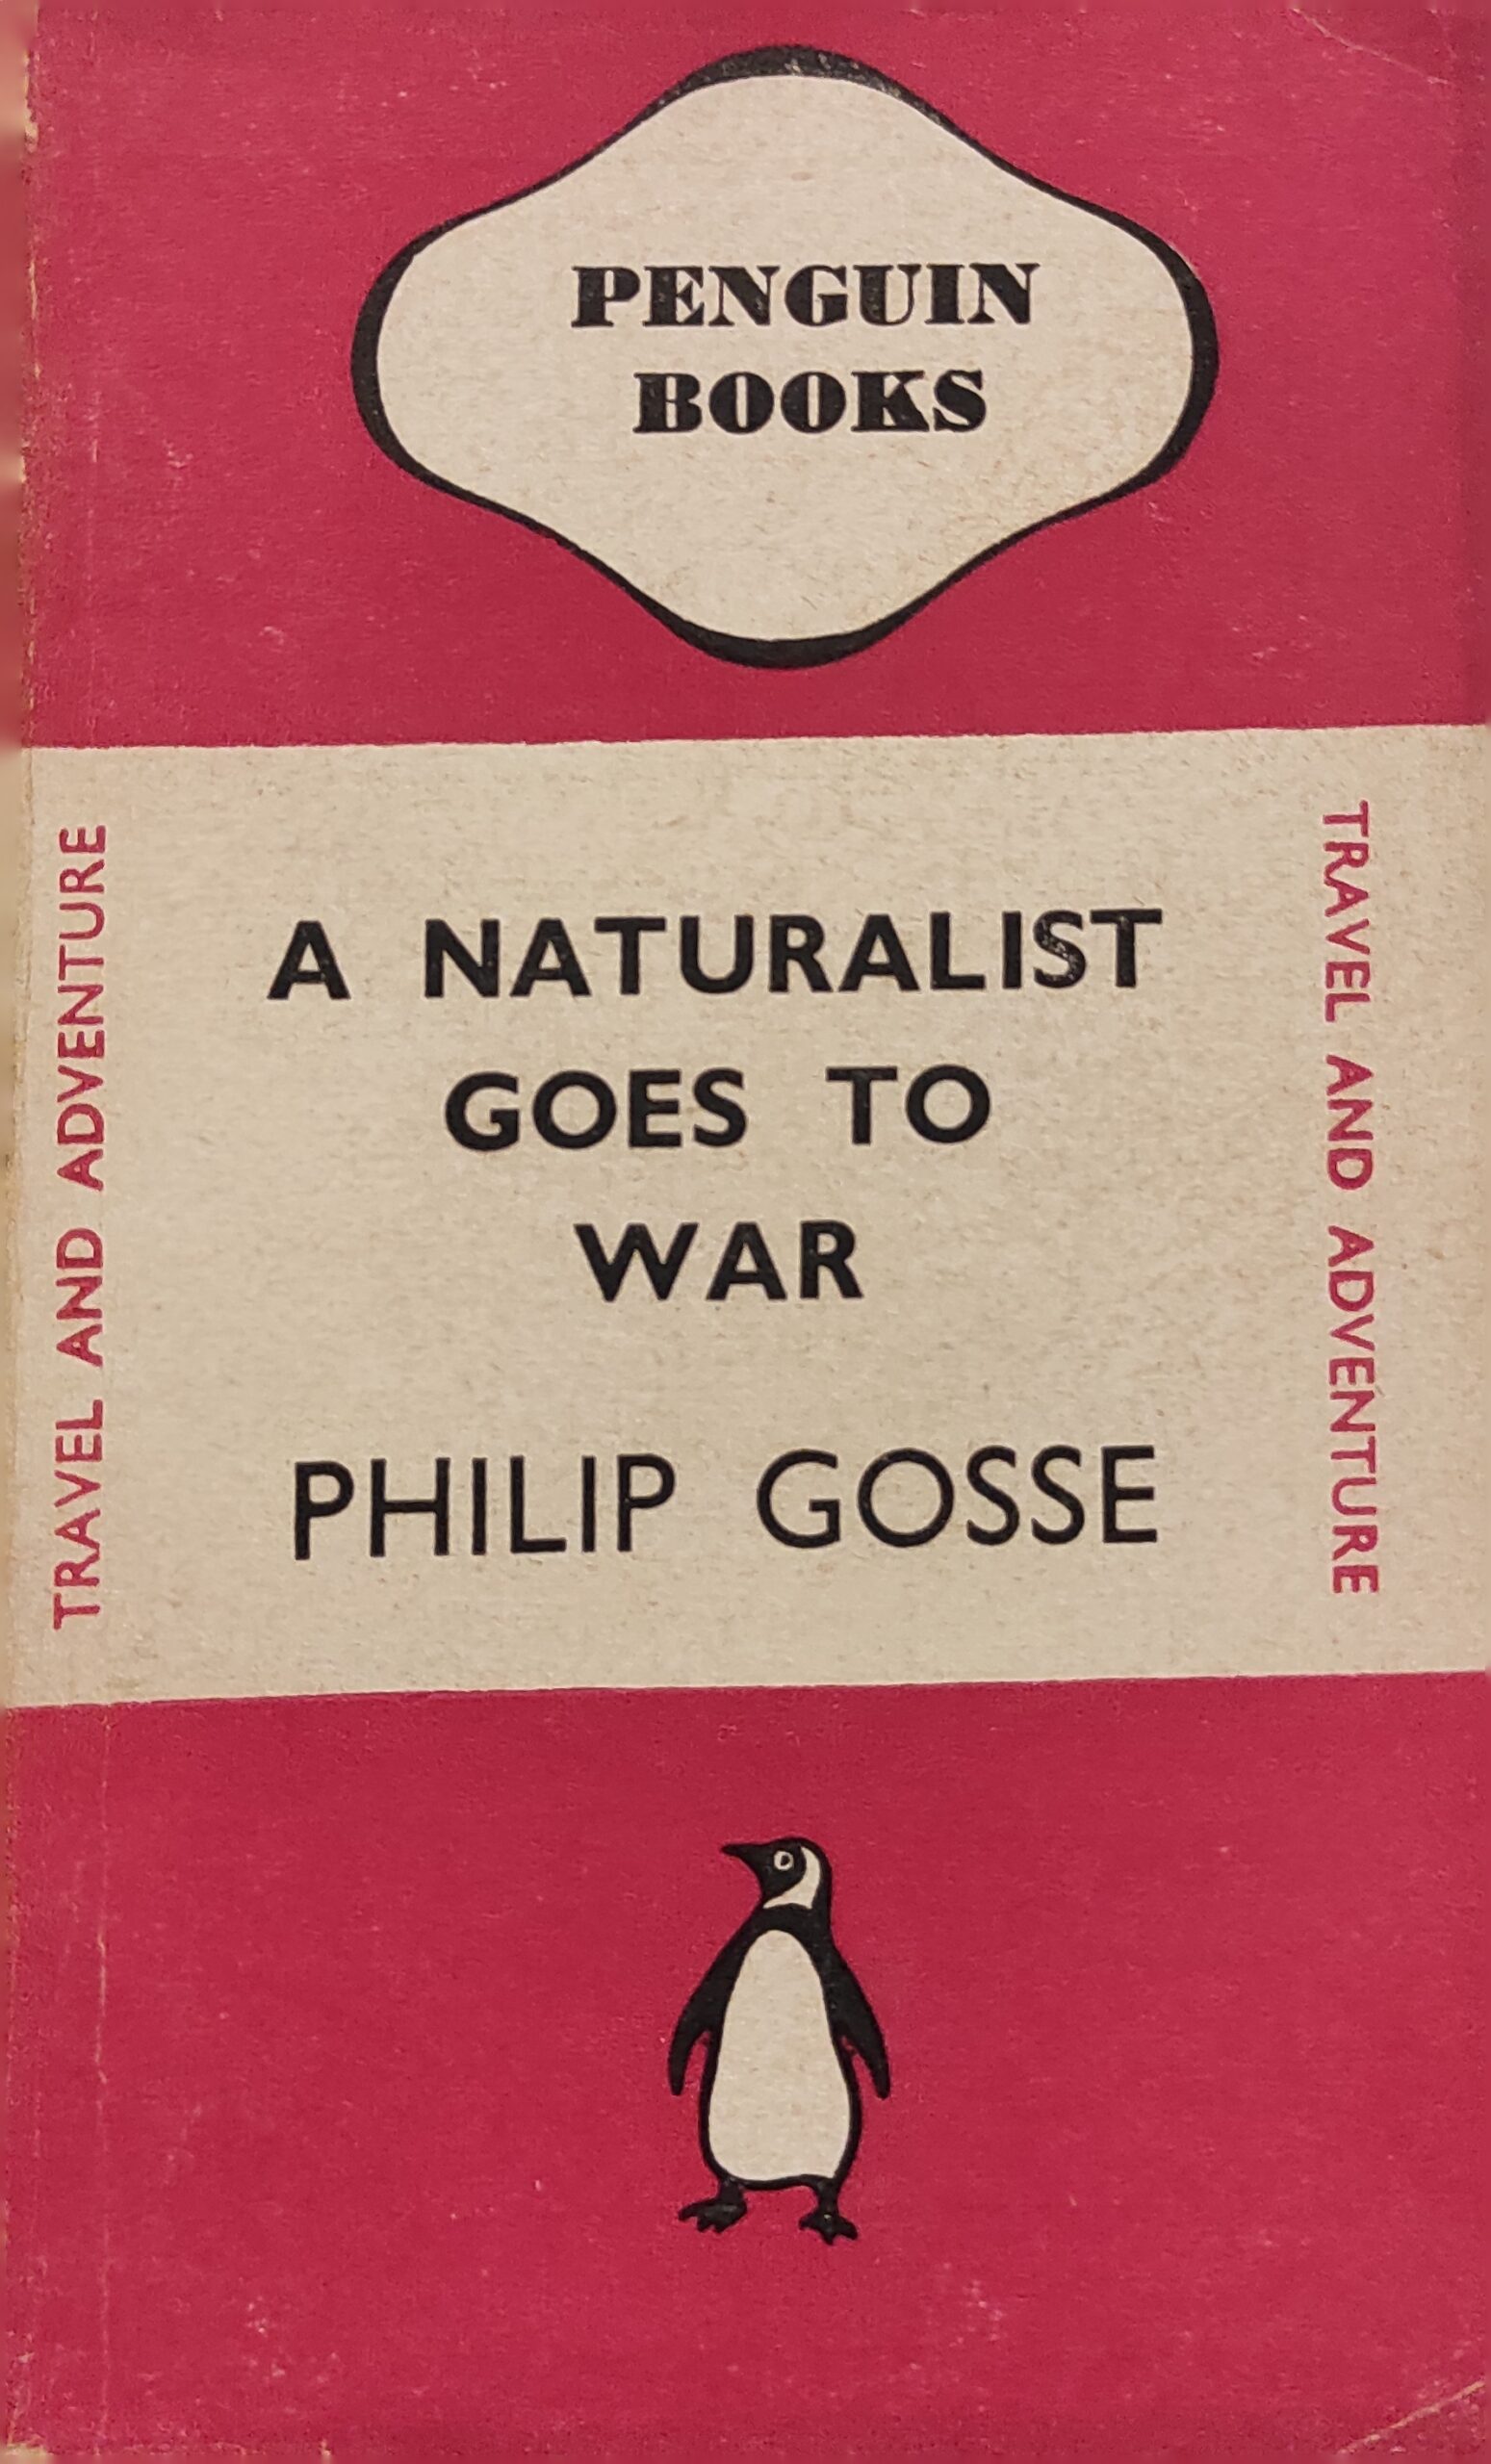 PENGUIN
BOOKS
TRAVEL AND ADVENTURE
A NATURALIST
GOES TO
WAR
PHILIP GOSSE
TRAVEL AND ADVENTURE